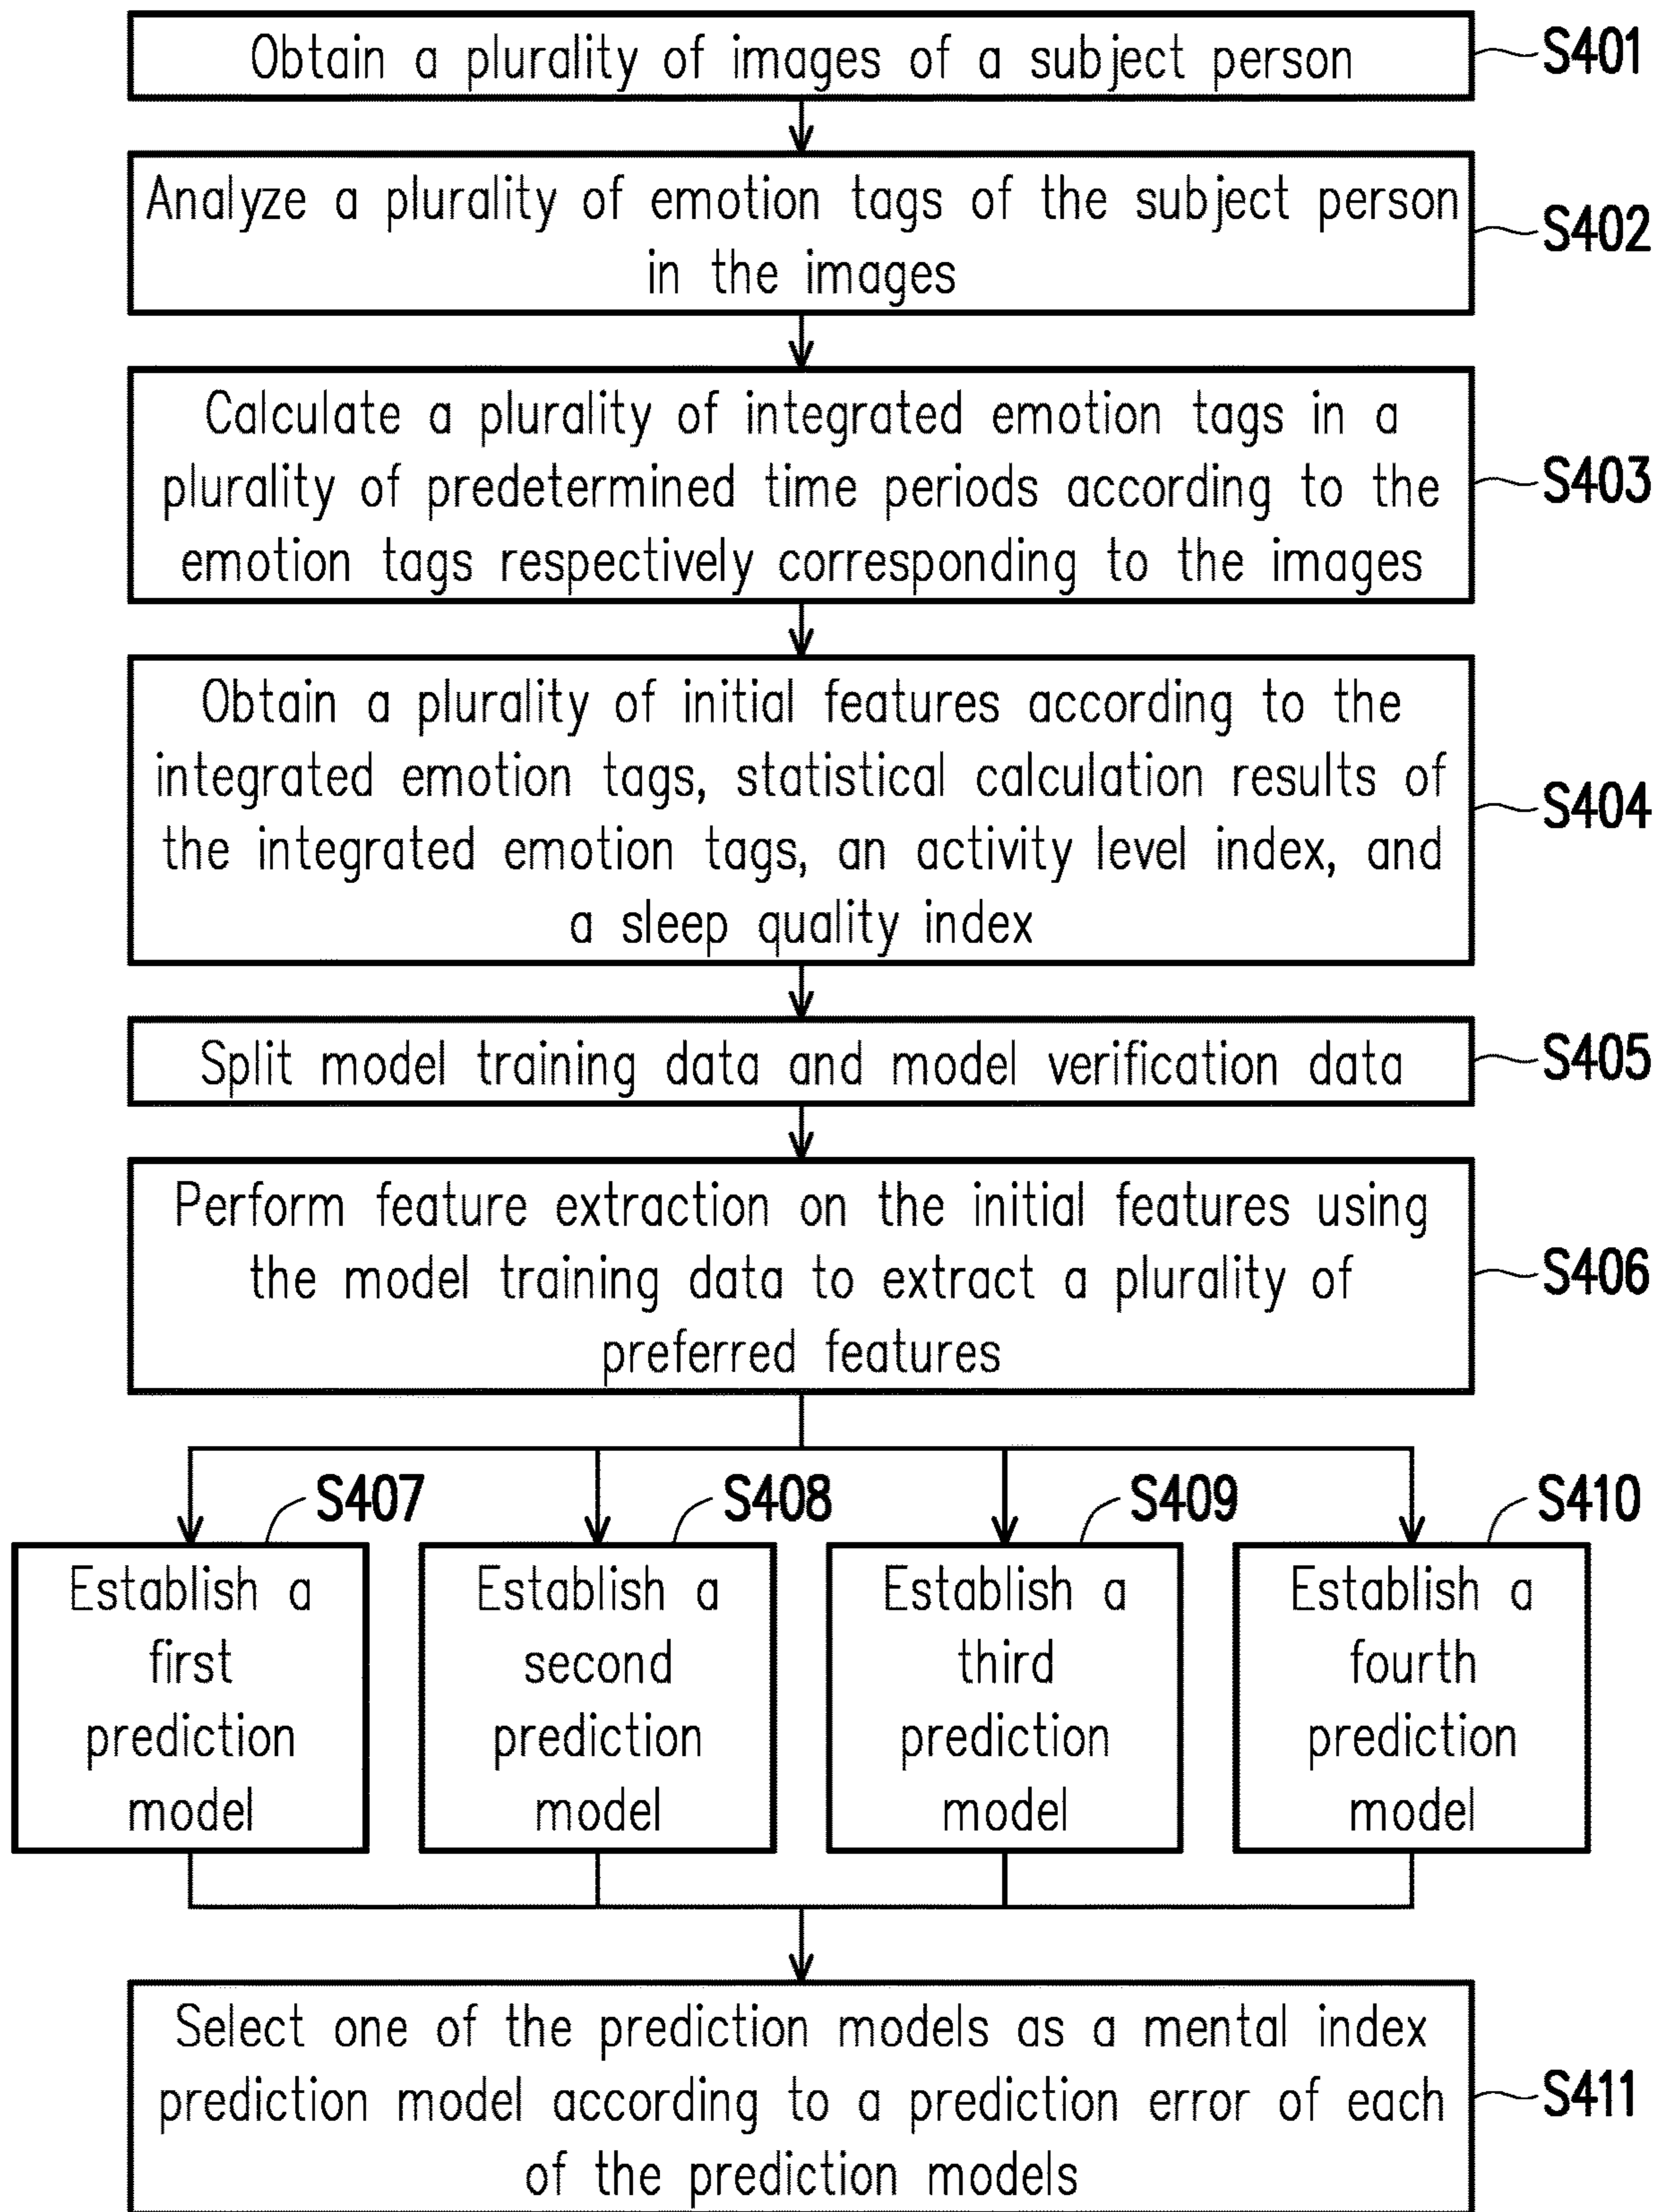 Obtain a plurality of images of a subject person
S401
Analyze a plurality of emotion tags of the subject person
in the images
S402
Calculate a plurality of integrated emotion tags in a
plurality of predetermined time periods according to the
emotion tags respectively corresponding to the images
S403
Obtain a plurality of initial features according to the
integrated emotion tags, statistical calculation results of
the integrated emotion tags, an activity level index, and
a sleep quality index
S404
Split model training data and model verification data
S405
Perform feature extraction on the initial features using
the model training data to extract a plurality of
preferred features
S406
S407
Establish a
first
prediction
model
S408
Establish a
second
prediction
model
S409
Establish a
third
prediction
model
S410
Establish a
fourth
prediction
model
Select one of the prediction models as a mental index
prediction model according to a prediction error of each
of the prediction models
S411